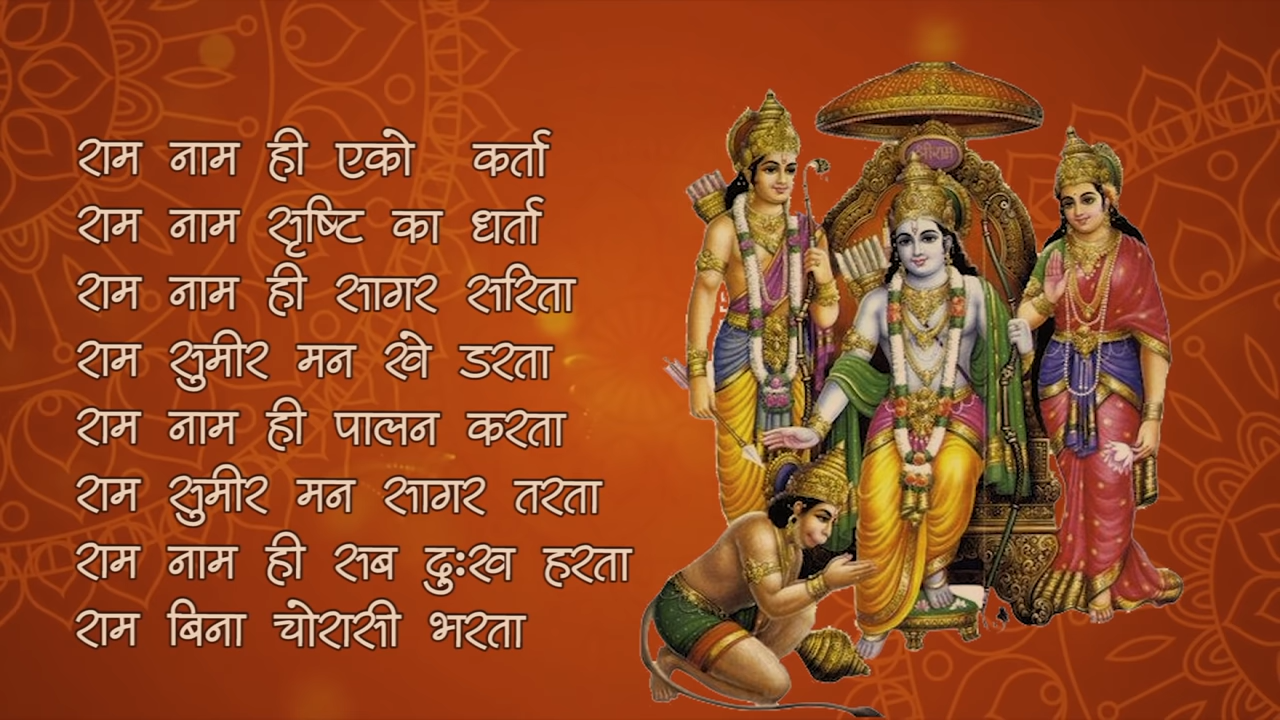 राम नाम ही एको कर्ता
राम नाम सृष्टि का धर्ता
राम नाम ही सागर सरिता
राम सुमीर मन खे डरता
राम नाम ही पालन करता
राम सुमीर मन सागर तरता
राम नाम ही सब दुःख हरता
राम बिना चोरासी भरता
श्रीराम